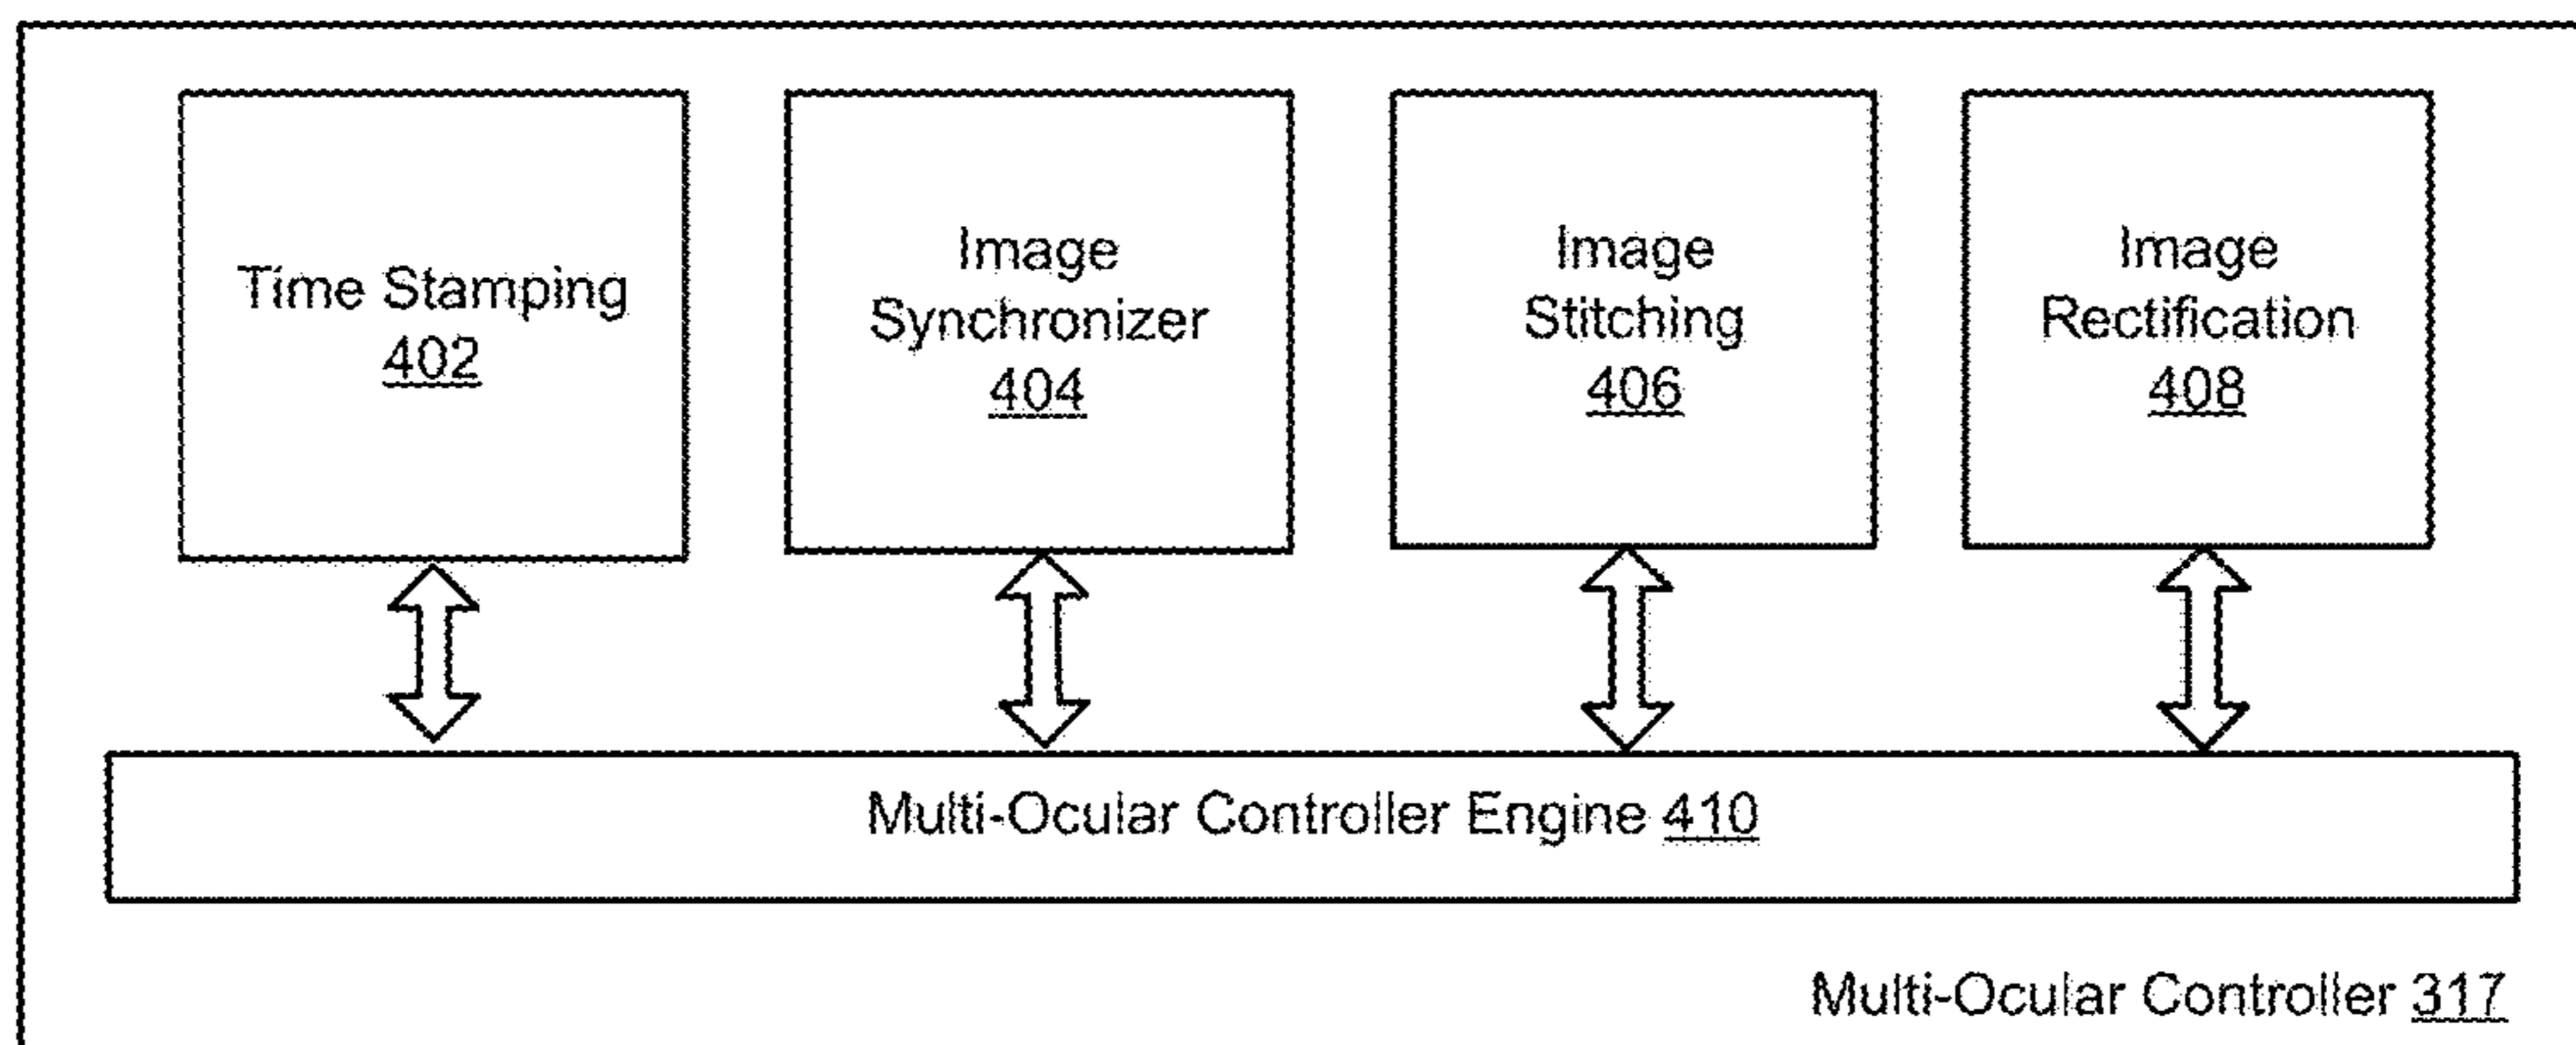 Time Stamping
402
Image
Synchronizer
404
Image
Stitching
406
Image
Rectification
408
Multi-Ocular Controller Engine 410
Multi-Ocular Controller 317